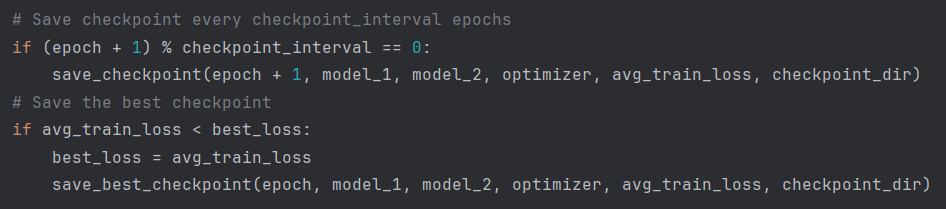 # Save checkpoint every checkpoint_interval epochs
if (epoch + 1) % checkpoint_interval == 0:
    save_checkpoint(epoch + 1, model_1, model_2, optimizer, avg_train_loss, checkpoint_dir)
# Save the best checkpoint
if avg_train_loss < best_loss:
    best_loss = avg_train_loss
    save_best_checkpoint(epoch, model_1, model_2, optimizer, avg_train_loss, checkpoint_dir)